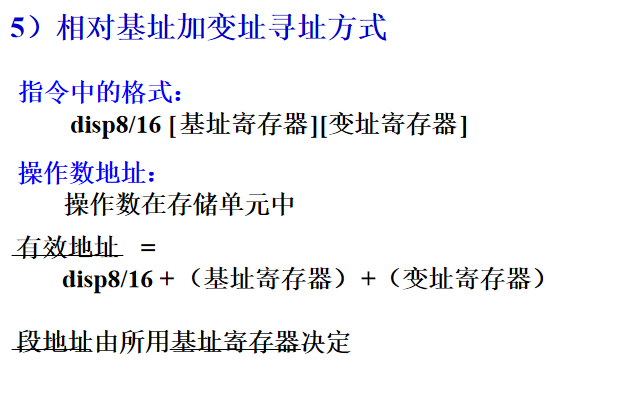 5）相对基址加变址寻址方式
指令中的格式：
disp8/16 [基址寄存器][变址寄存器]
操作数地址：
操作数在存储单元中
有效地址 =
disp8/16 +（基址寄存器）+（变址寄存器）
段地址由所用基址寄存器决定